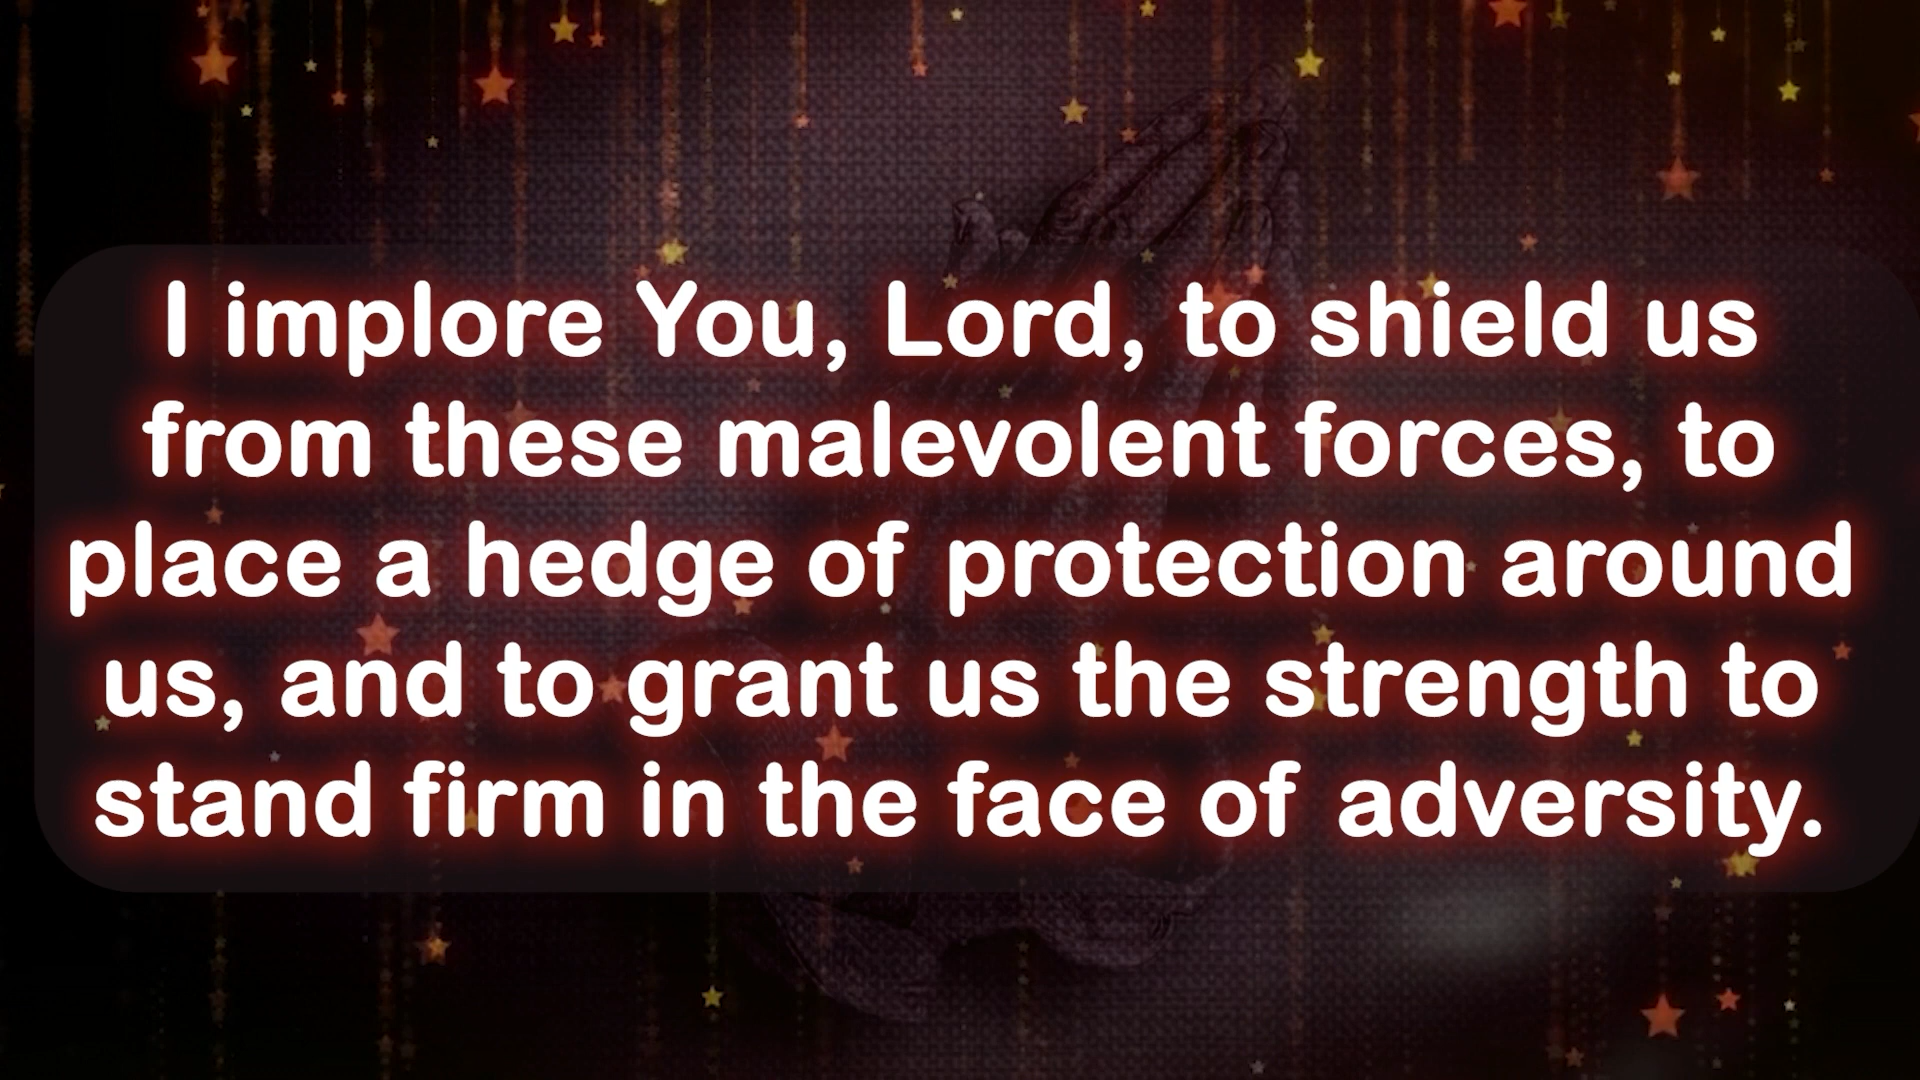 I implore You, Lord, to shield us
from these malevolent forces, to
place a hedge of protection around
us, and to grant us the strength to
stand firm in the face of adversity.